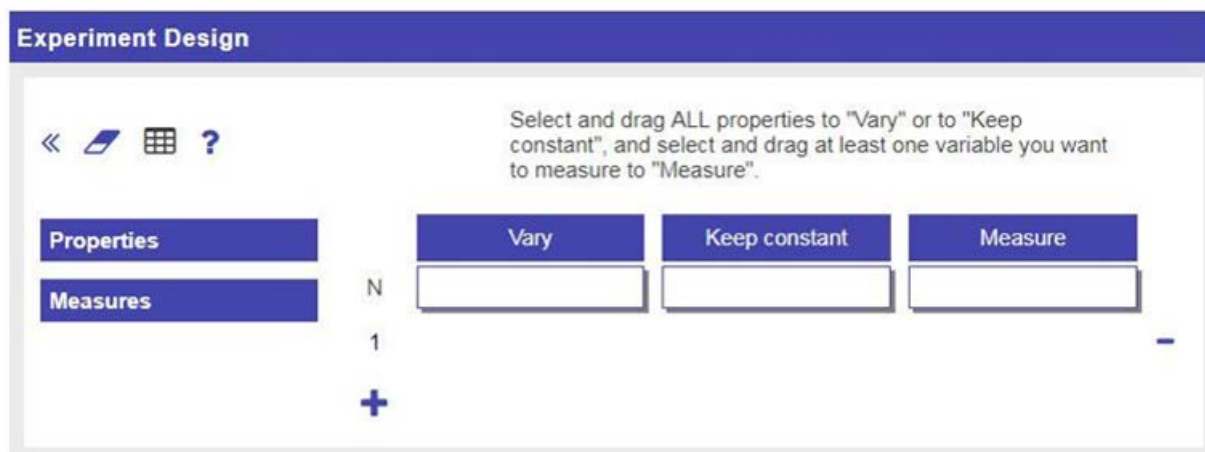 Experiment Design
Select and drag ALL properties to "Vary" or to "Keep
constant", and select and drag at least one variable you want
to measure to "Measure".
« ?
Properties
Measures
Vary Keep constant Measure
N
1 -
+